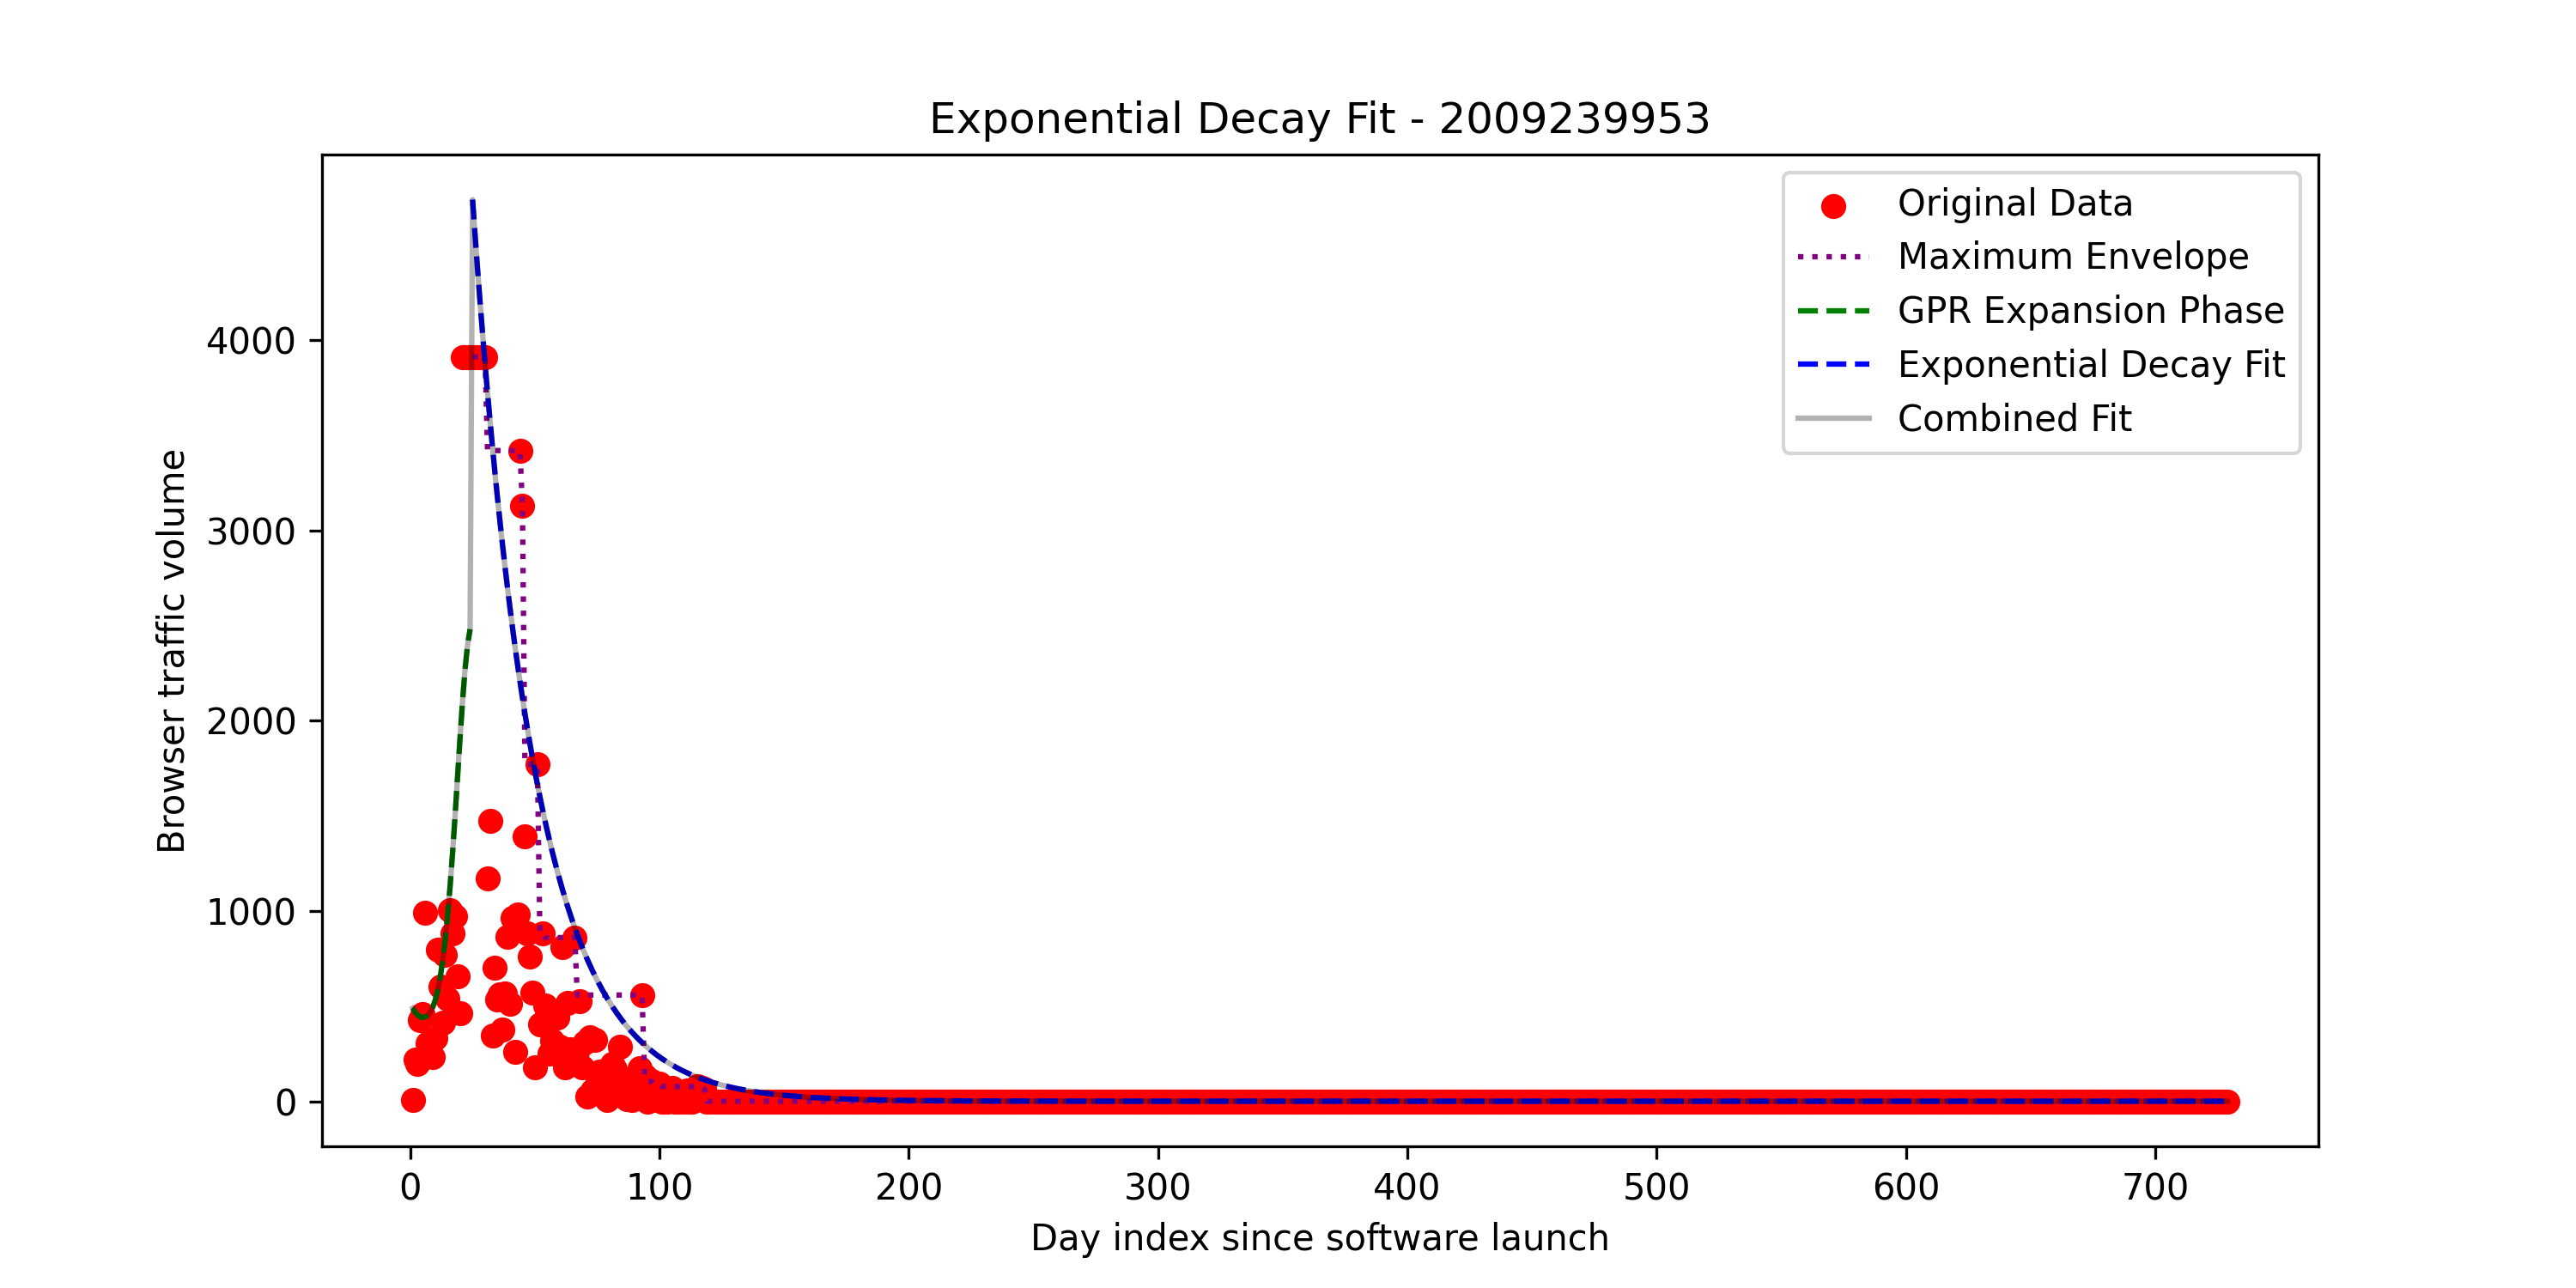 Exponential Decay Fit - 2009239953
Original Data
Maximum Envelope
GPR Expansion Phase
Exponential Decay Fit
Combined Fit
Browser traffic volume
4000
3000
2000
1000
0
0 100 200 300 400 500 600 700
Day index since software launch